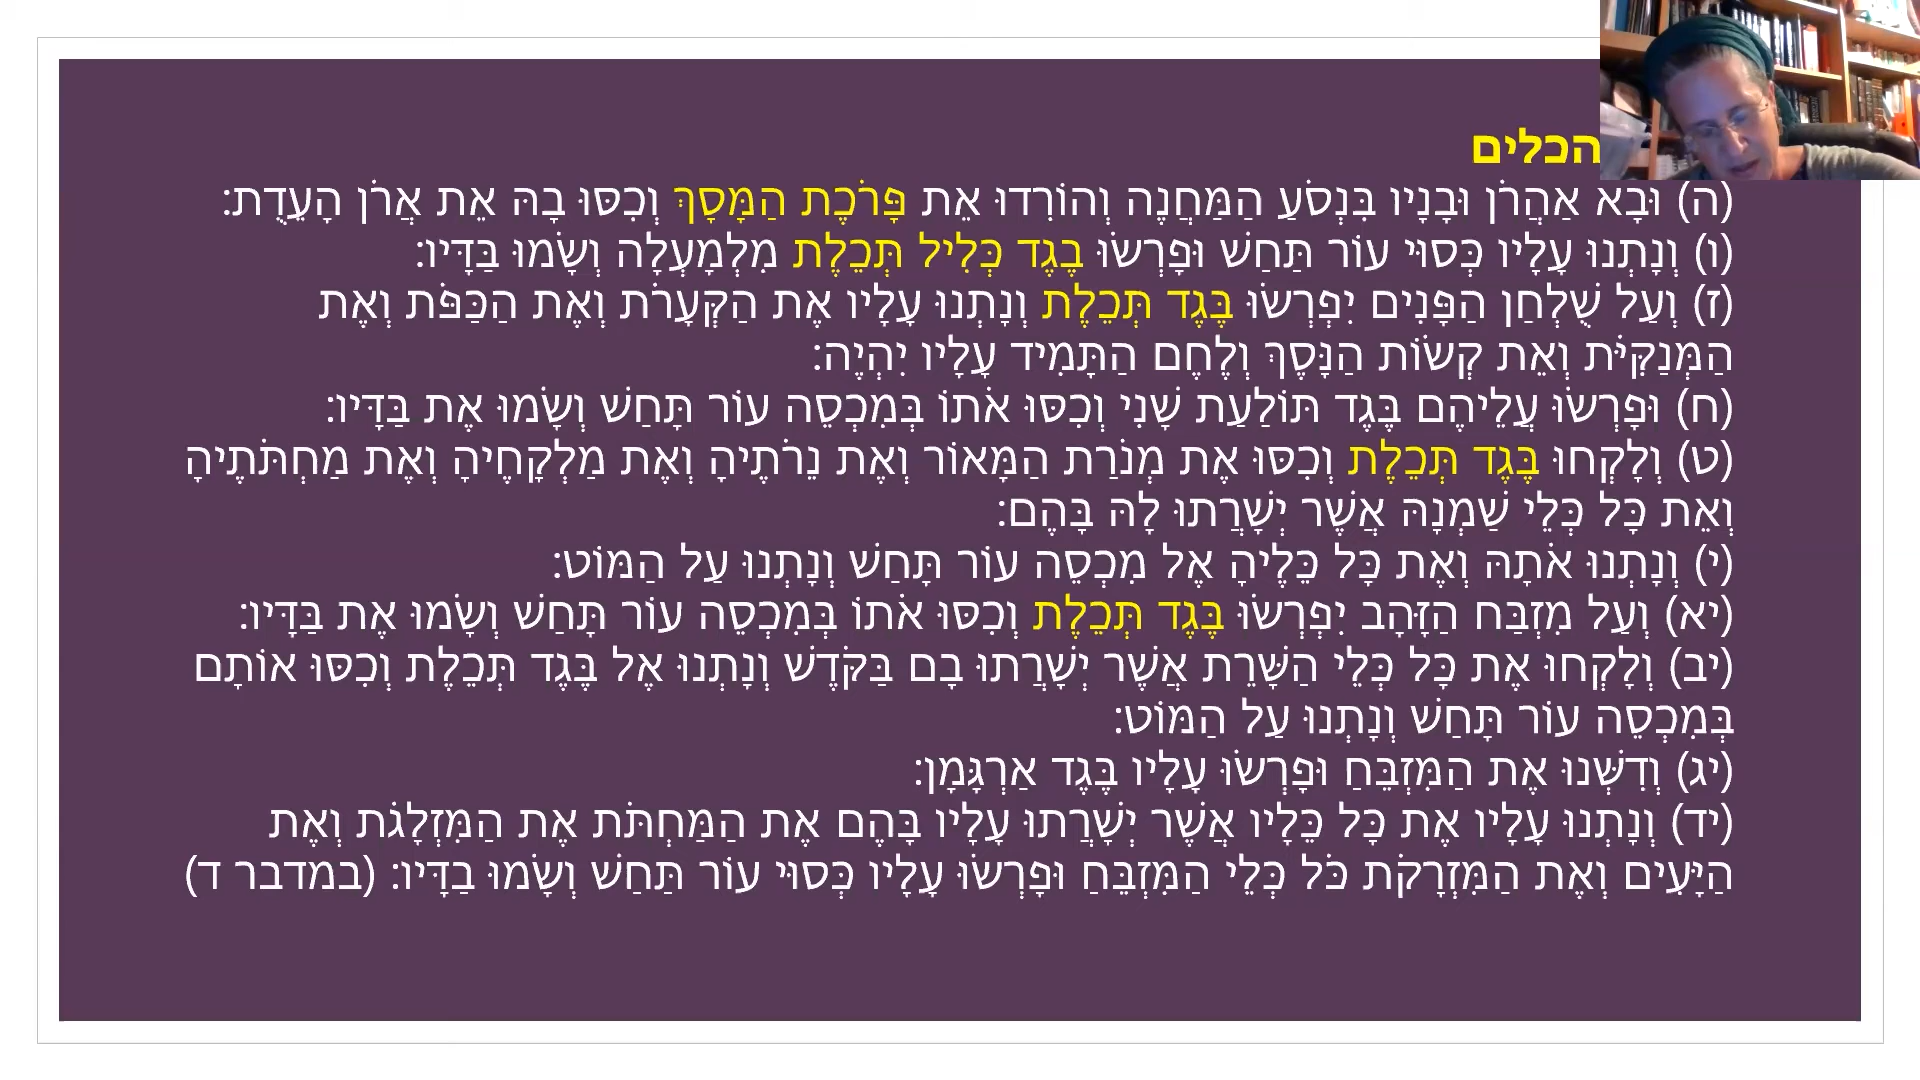 הכלים
(ה) וּבָא אַהֲרֹן וּבָנָיו בִּנְסֹעַ הַמַּחֲנֶה וְהוֹרִדוּ אֵת פָּרֹכֶת הַמָּסָךְ וְכִסּוּ בָהּ אֵת אֲרֹן הָעֵדֻת:
(ו) וְנָתְנוּ עָלָיו כְּסוּי עוֹר תַּחַשׁ וּפָרְשׂוּ בֶגֶד כְּלִיל תְּכֵלֶת מִלְמָעְלָה וְשָׂמוּ בַּדָּיו:
(ז) וְעַל שֻׁלְחַן הַפָּנִים יִפְרְשׂוּ בֶּגֶד תְּכֵלֶת וְנָתְנוּ עָלָיו אֶת הַקְּעָרֹת וְאֶת הַכַּפֹּת וְאֶת
הַמְּנַקִּיֹּת וְאֵת קְשׂוֹת הַנָּסֶךְ וְלֶחֶם הַתָּמִיד עָלָיו יִהְיֶה:
(ח) וּפָרְשׂוּ עֲלֵיהֶם בֶּגֶד תּוֹלַעַת שָׁנִי וְכִסּוּ אֹתוֹ בְּמִכְסֵה עוֹר תָּחַשׁ וְשָׂמוּ אֶת בַּדָּיו:
(ט) וְלָקְחוּ בֶּגֶד תְּכֵלֶת וְכִסּוּ אֶת מְנֹרַת הַמָּאוֹר וְאֶת נֵרֹתֶיהָ וְאֶת מַלְקָחֶיהָ וְאֶת מַחְתֹּתֶיהָ
וְאֵת כָּל כְּלֵי שַׁמְנָהּ אֲשֶׁר יְשָׁרֲתוּ לָהּ בָּהֶם:
(י) וְנָתְנוּ אֹתָהּ וְאֶת כָּל כֵּלֶיהָ אֶל מִכְסֵה עוֹר תָּחַשׁ וְנָתְנוּ עַל הַמּוֹט:
(יא) וְעַל מִזְבַּח הַזָּהָב יִפְרְשׂוּ בֶּגֶד תְּכֵלֶת וְכִסּוּ אֹתוֹ בְּמִכְסֵה עוֹר תָּחַשׁ וְשָׂמוּ אֶת בַּדָּיו:
(יב) וְלָקְחוּ אֶת כָּל כְּלֵי הַשָּׁרֵת אֲשֶׁר יְשָׁרֲתוּ בָם בַּקֹּדֶשׁ וְנָתְנוּ אֶל בֶּגֶד תְּכֵלֶת וְכִסּוּ אוֹתָם
בְּמִכְסֵה עוֹר תָּחַשׁ וְנָתְנוּ עַל הַמּוֹט:
(יג) וְדִשְּׁנוּ אֶת הַמִּזְבֵּחַ וּפָרְשׂוּ עָלָיו בֶּגֶד אַרְגָּמָן:
(יד) וְנָתְנוּ עָלָיו אֶת כָּל כֵּלָיו אֲשֶׁר יְשָׁרֲתוּ עָלָיו בָּהֶם אֶת הַמַּחְתֹּת אֶת הַמִּזְלָגֹת וְאֶת
הַיָּעִים וְאֶת הַמִּזְרָקֹת כֹּל כְּלֵי הַמִּזְבֵּחַ וּפָרְשׂוּ עָלָיו כְּסוּי עוֹר תַּחַשׁ וְשָׂמוּ בַדָּיו: (במדבר ד)